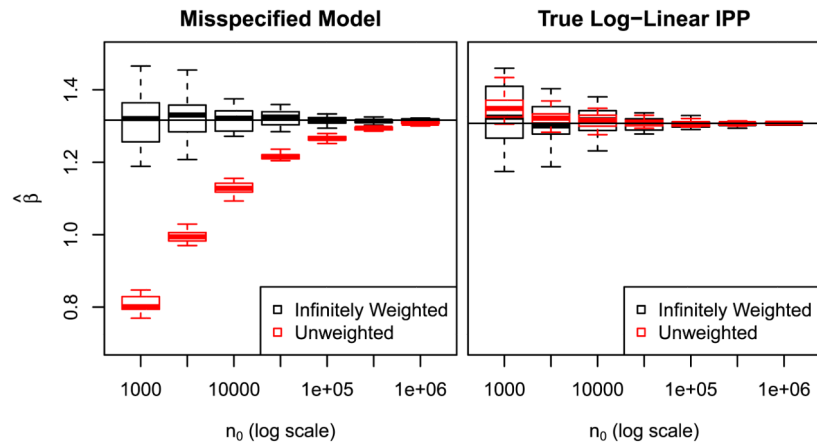 Misspecified Model
True Log−Linear IPP
β̂
1.4
1.2
1.0
0.8
Infinitely Weighted
Unweighted
Infinitely Weighted
Unweighted
1000 10000 1e+05 1e+06
1000 10000 1e+05 1e+06
n₀ (log scale)
n₀ (log scale)